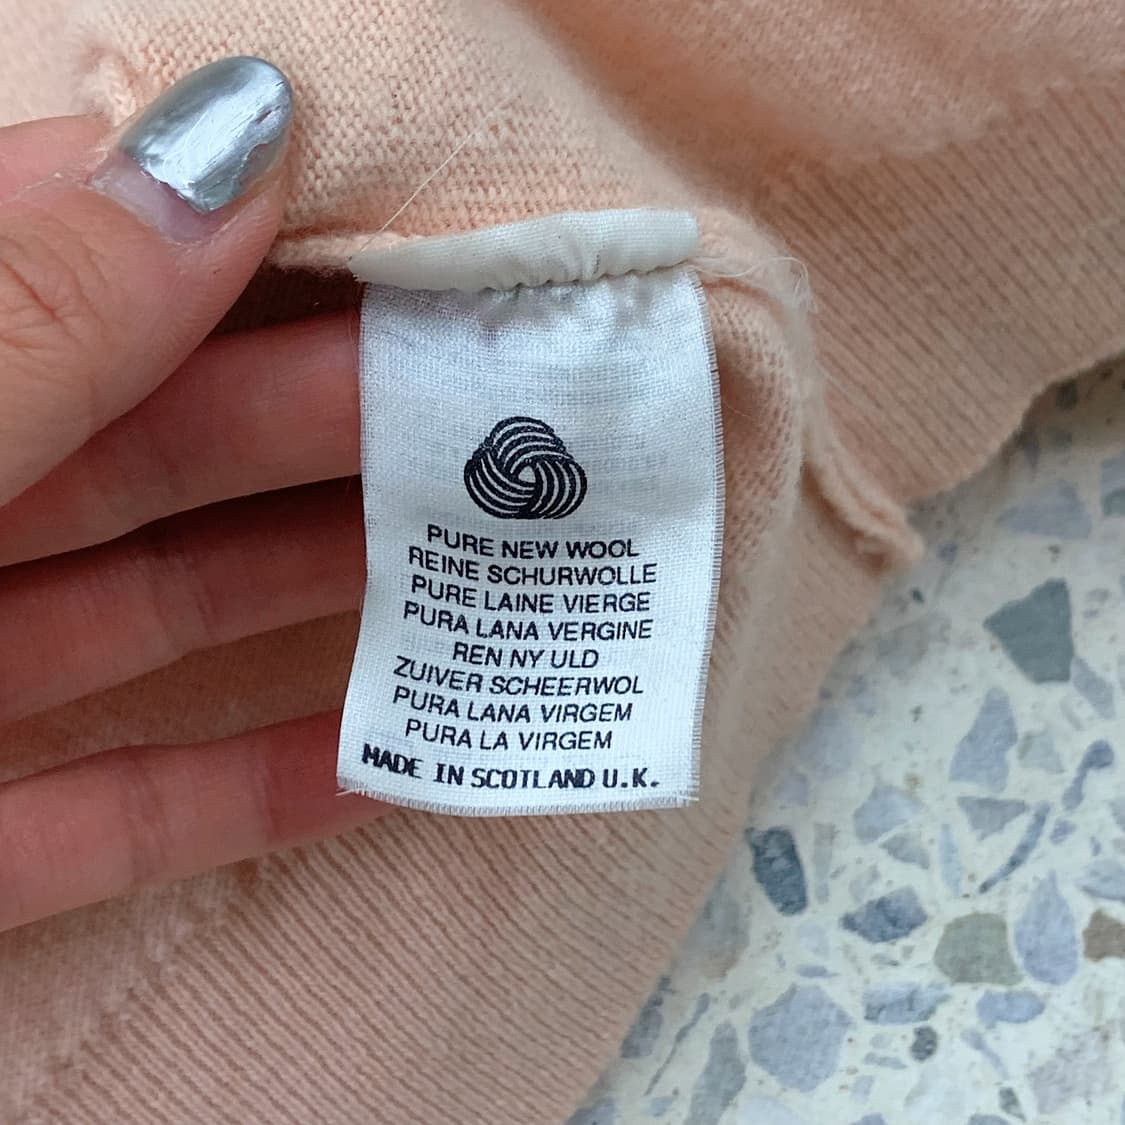 PURE NEW WOOL
REINE SCHURWOLLE
PURE LAINE VIERGE
PURA LANA VERGINE
REN NY ULD
ZUIVER SCHEERWOL
PURA LANA VIRGEM
PURA LA VIRGEM
MADE IN SCOTLAND U.K.